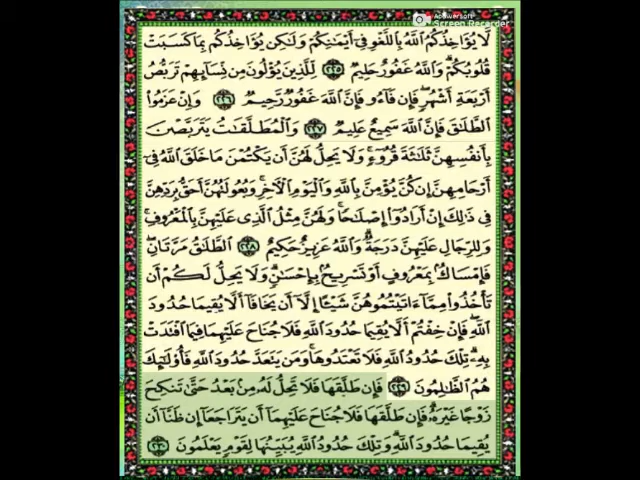 Screen Recorder
لَّا يُؤَاخِذُكُمُ ٱللَّهُ بِٱللَّغْوِ فِىٓ أَيْمَٰنِكُمْ وَلَٰكِن يُؤَاخِذُكُم بِمَا كَسَبَتْ
قُلُوبُكُمْ ۗ وَٱللَّهُ غَفُورٌ حَلِيمٌ ٢٢٥ لِّلَّذِينَ يُؤْلُونَ مِن نِّسَآئِهِمْ تَرَبُّصُ
أَرْبَعَةِ أَشْهُرٍ ۖ فَإِن فَآءُو فَإِنَّ ٱللَّهَ غَفُورٌ رَّحِيمٌ ٢٢٦ وَإِنْ عَزَمُوا۟
ٱلطَّلَٰقَ فَإِنَّ ٱللَّهَ سَمِيعٌ عَلِيمٌ ٢٢٧ وَٱلْمُطَلَّقَٰتُ يَتَرَبَّصْنَ
بِأَنفُسِهِنَّ ثَلَٰثَةَ قُرُوٓءٍ ۚ وَلَا يَحِلُّ لَهُنَّ أَن يَكْتُمْنَ مَا خَلَقَ ٱللَّهُ فِىٓ
أَرْحَامِهِنَّ إِن كُنَّ يُؤْمِنَّ بِٱللَّهِ وَٱلْيَوْمِ ٱلْءَاخِرِ ۚ وَبُعُولَتُهُنَّ أَحَقُّ بِرَدِّهِنَّ
فِى ذَٰلِكَ إِنْ أَرَادُوٓا۟ إِصْلَٰحًا ۚ وَلَهُنَّ مِثْلُ ٱلَّذِى عَلَيْهِنَّ بِٱلْمَعْرُوفِ ۚ
وَلِلرِّجَالِ عَلَيْهِنَّ دَرَجَةٌ ۗ وَٱللَّهُ عَزِيزٌ حَكِيمٌ ٢٢٨ ٱلطَّلَٰقُ مَرَّتَانِ ۖ
فَإِمْسَاكٌۢ بِمَعْرُوفٍ أَوْ تَسْرِيحٌۢ بِإِحْسَٰنٍ ۗ وَلَا يَحِلُّ لَكُمْ أَن
تَأْخُذُوا۟ مِمَّآ ءَاتَيْتُمُوهُنَّ شَيْـًٔا إِلَّآ أَن يَخَافَآ أَلَّا يُقِيمَا حُدُودَ
ٱللَّهِ ۖ فَإِنْ خِفْتُمْ أَلَّا يُقِيمَا حُدُودَ ٱللَّهِ فَلَا جُنَاحَ عَلَيْهِمَا فِيمَا ٱفْتَدَتْ
بِهِۦ ۗ تِلْكَ حُدُودُ ٱللَّهِ فَلَا تَعْتَدُوهَا ۚ وَمَن يَتَعَدَّ حُدُودَ ٱللَّهِ فَأُو۟لَٰٓئِكَ
هُمُ ٱلظَّٰلِمُونَ ٢٢٩ فَإِن طَلَّقَهَا فَلَا تَحِلُّ لَهُۥ مِنۢ بَعْدُ حَتَّىٰ تَنكِحَ
زَوْجًا غَيْرَهُۥ ۗ فَإِن طَلَّقَهَا فَلَا جُنَاحَ عَلَيْهِمَآ أَن يَتَرَاجَعَآ إِن ظَنَّآ أَن
يُقِيمَا حُدُودَ ٱللَّهِ ۗ وَتِلْكَ حُدُودُ ٱللَّهِ يُبَيِّنُهَا لِقَوْمٍ يَعْلَمُونَ ٢٣٠